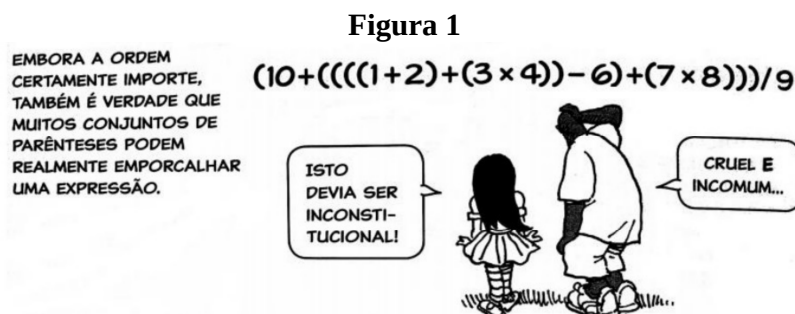 Figura 1
EMBORA A ORDEM
CERTAMENTE IMPORTE,
TAMBÉM É VERDADE QUE
MUITOS CONJUNTOS DE
PARÊNTESES PODEM
REALMENTE EMPORCALHAR
UMA EXPRESSÃO.
(10+((((1+2)+(3×4))-6)+(7×8)))/9
ISTO
DEVIA SER
INCONSTI-
TUCIONAL!
CRUEL E
INCOMUM...